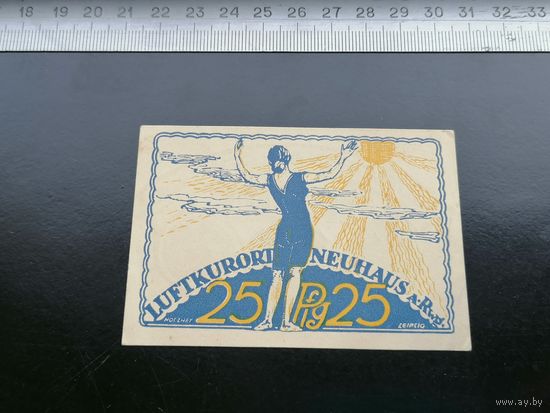 18 19 20 21 22 23 24 25 26 27 28 29 30 31 32 33
LUFTKURORT NEUHAUS a.R.
25 Pfg 25
LEIPZIG
www.ay.by